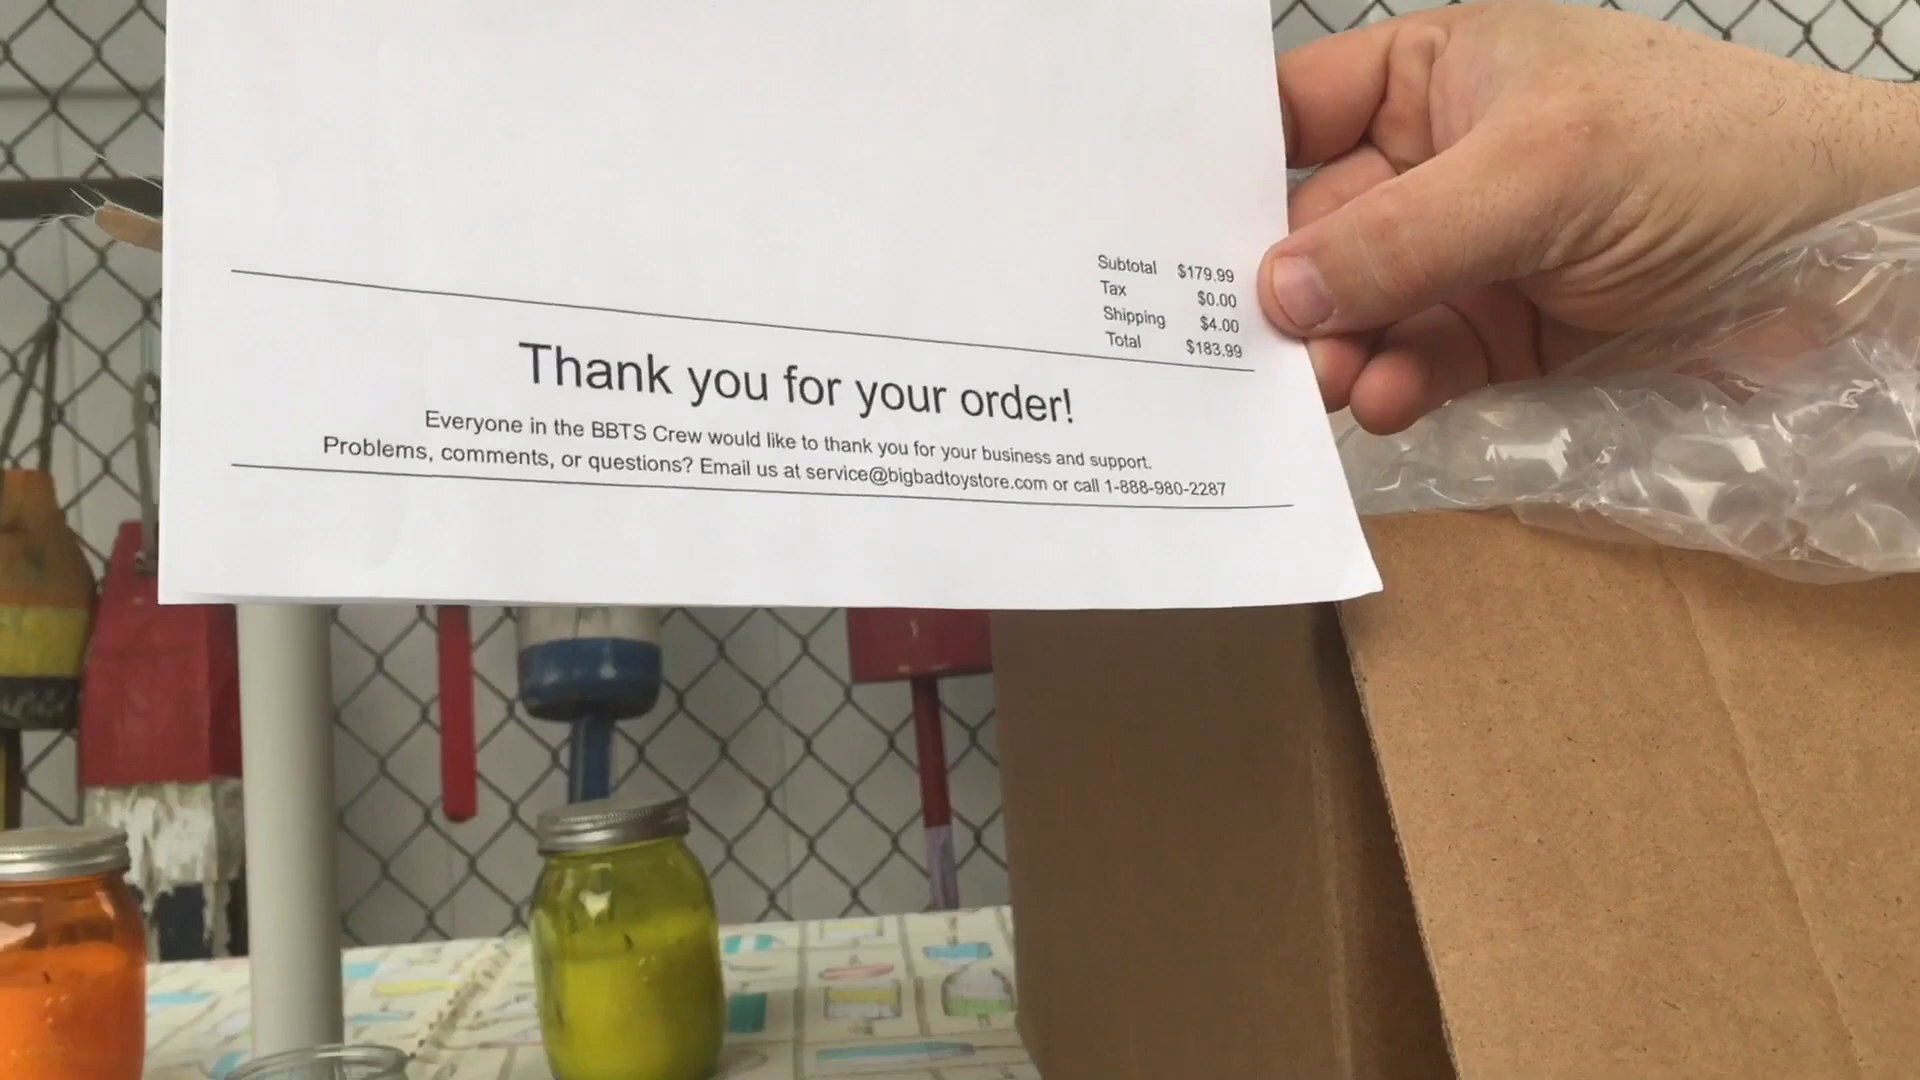 Subtotal $179.99
Tax $0.00
Shipping $4.00
Total $183.99
Thank you for your order!
Everyone in the BBTS Crew would like to thank you for your business and support.
Problems, comments, or questions? Email us at service@bigbadtoystore.com or call 1-888-980-2287